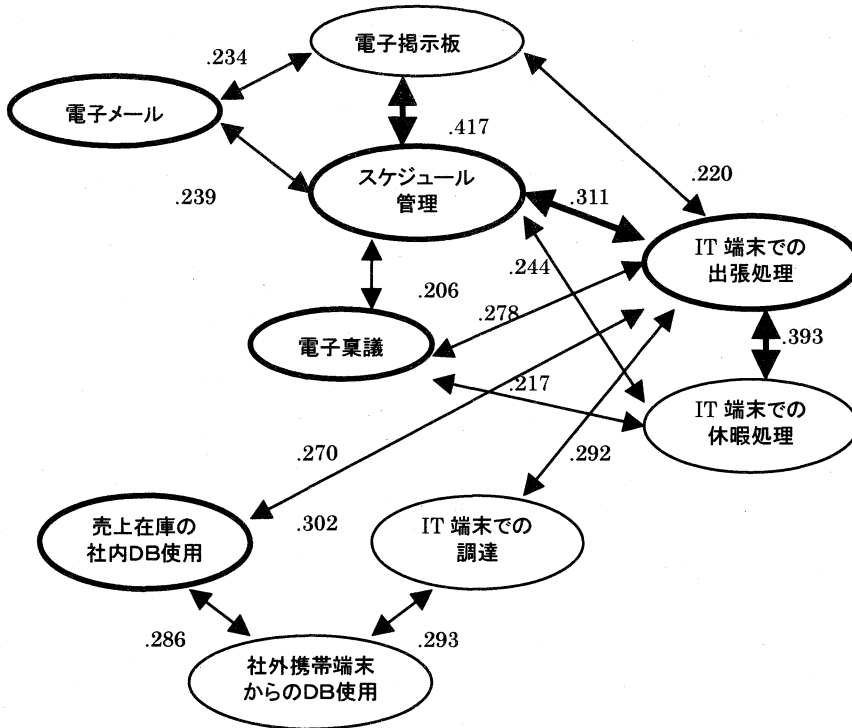 電子掲示板
.234
電子メール
.417
スケジュール
管理
.239
.220
.311
IT 端末での
出張処理
.244
.206
.278
電子稟議
.393
.217
IT 端末での
休暇処理
.270
.292
.302
売上在庫の
社内DB使用
IT 端末での
調達
.286
.293
社外携帯端末
からのDB使用